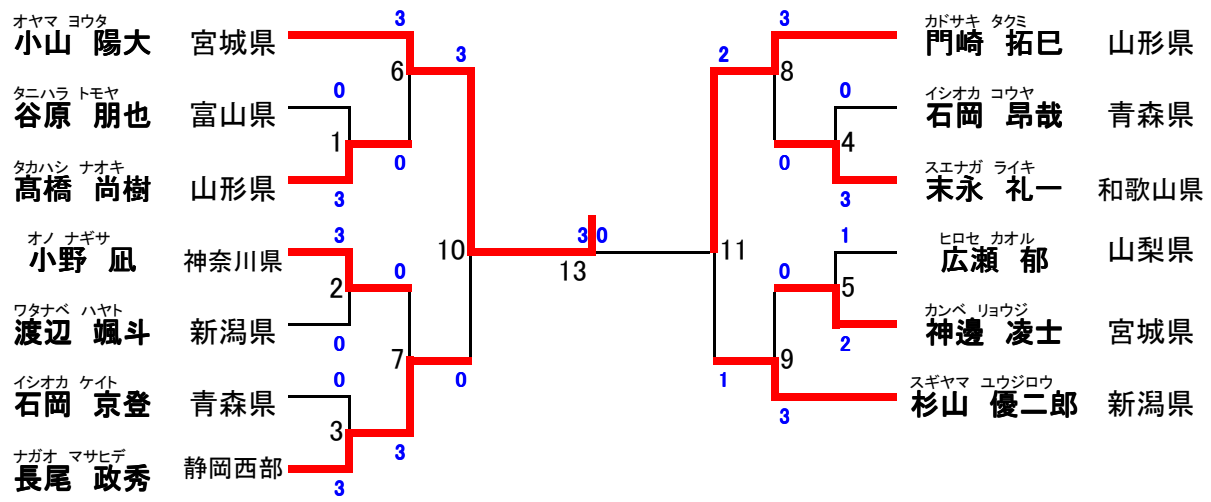 オヤマ ヨウタ
小山 陽大 宮城県
タニハラ トモヤ
谷原 朋也 富山県
タカハシ ナオキ
髙橋 尚樹 山形県
オノ ナギサ
小野 凪 神奈川県
ワタナベ ハヤト
渡辺 颯斗 新潟県
イシオカ ケイト
石岡 京登 青森県
ナガオ マサヒデ
長尾 政秀 静岡西部
3
6
3
0
1
0
3
3
2
0
0
7
0
0
3
3
3
10
3 0
13
11
2
3
8
0
0
4
3
1
0
5
2
9
1
3
カドサキ タクミ
門崎 拓巳 山形県
イシオカ コウヤ
石岡 昂哉 青森県
スエナガ ライキ
末永 礼一 和歌山県
ヒロセ カオル
広瀬 郁 山梨県
カンベ リョウジ
神邊 凌士 宮城県
スギヤマ ユウジロウ
杉山 優二郎 新潟県